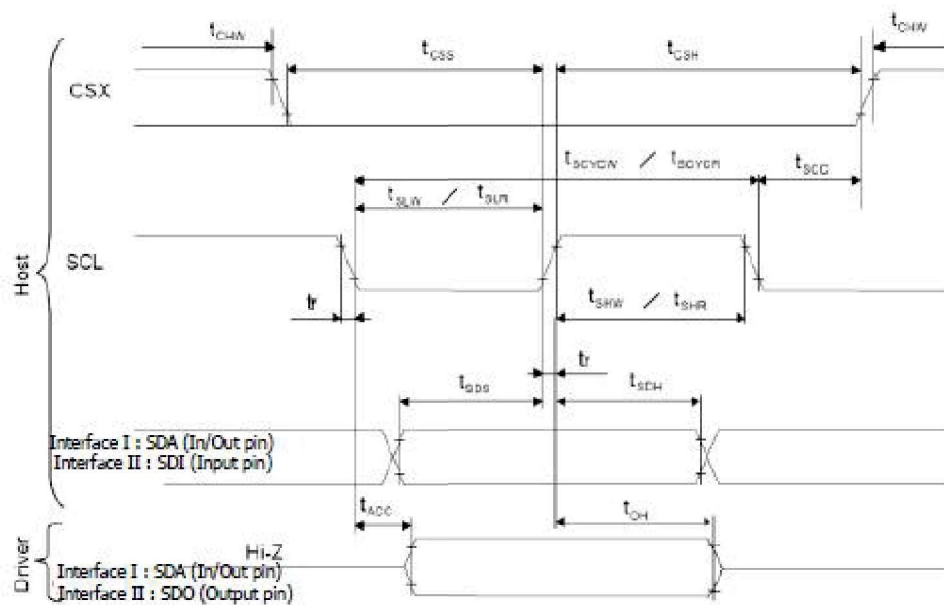 tCHW
tCSS
tCSH
tCHW
CSX
tSCYCW / tSCYCR
tSCC
tSLW / tSLR
SCL
Host
tSHW / tSHR
tf
tr
tSDS
tSDH
Interface I : SDA (In/Out pin)
Interface II : SDI (Input pin)
tACC
tOH
Hi-Z
Driver
Interface I : SDA (In/Out pin)
Interface II : SDO (Output pin)